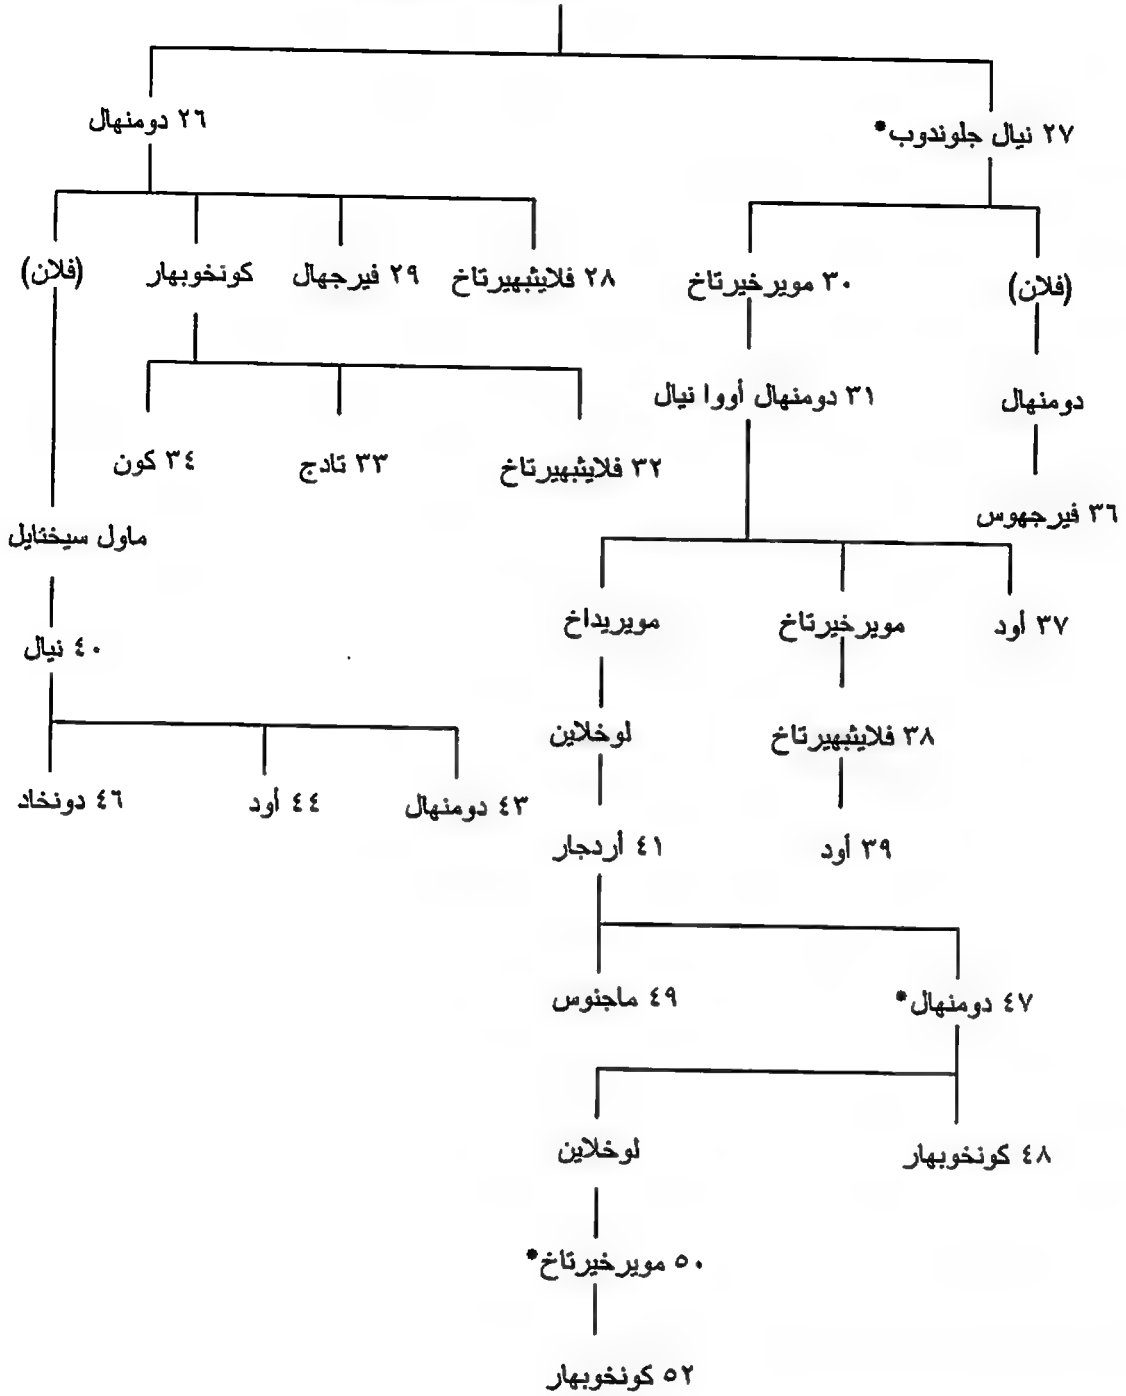 ٢٧ نيال جلوندوب*
٢٦ دومنهال
(فلان)
٣٠ مويرخيرتاخ
٢٨ فلايثبهيرتاخ
٢٩ فيرجهال
كونخوبهار
(فلان)
دومنهال
٣١ دومنهال أووا نيال
٣٢ فلايثبهيرتاخ
٣٣ تادج
٣٤ كون
٣٦ فيرجهوس
ماول سيختايل
٣٧ أود
مويرخيرتاخ
مويريداخ
٤٠ نيال
٣٨ فلايثبهيرتاخ
لوخلاين
٤٣ دومنهال
٤٤ أود
٤٦ دونخاد
٣٩ أود
٤١ أردجار
٤٧ دومنهال*
٤٩ ماجنوس
٤٨ كونخوبهار
لوخلاين
٥٠ مويرخيرتاخ*
٥٢ كونخوبهار